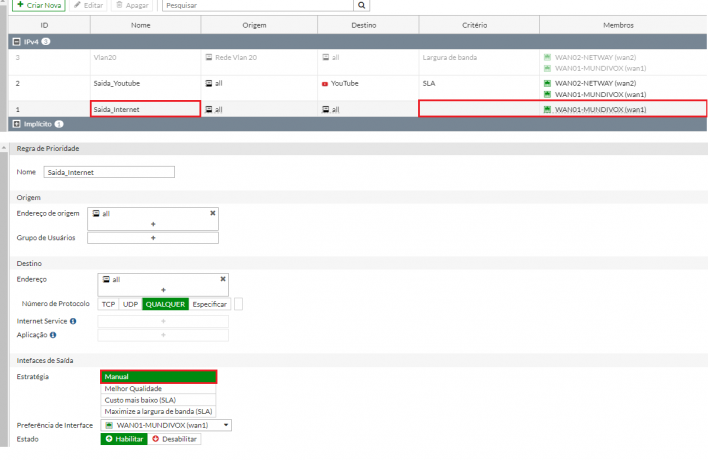 Criar Nova Editar Apagar Pesquisar
ID Nome Origem Destino Critério Membros
IPv4 3
3 Vlan20 Rede Vlan 20 all Largura de banda WAN02-NETWAY (wan2)
WAN01-MUNDIVOX (wan1)
2 Saida_Youtube all YouTube SLA WAN02-NETWAY (wan2)
WAN01-MUNDIVOX (wan1)
1 Saida_Internet all all WAN01-MUNDIVOX (wan1)
Implícito 1
Regra de Prioridade
Nome Saida_Internet
Origem
Endereço de origem all
+
Grupo de Usuários +
Destino
Endereço all
+
Número de Protocolo TCP UDP QUALQUER Especificar
Internet Service +
Aplicação +
Intefaces de Saída
Estratégia Manual
Melhor Qualidade
Custo mais baixo (SLA)
Maximize a largura de banda (SLA)
Preferência de Interface WAN01-MUNDIVOX (wan1)
Estado Habilitar Desabilitar